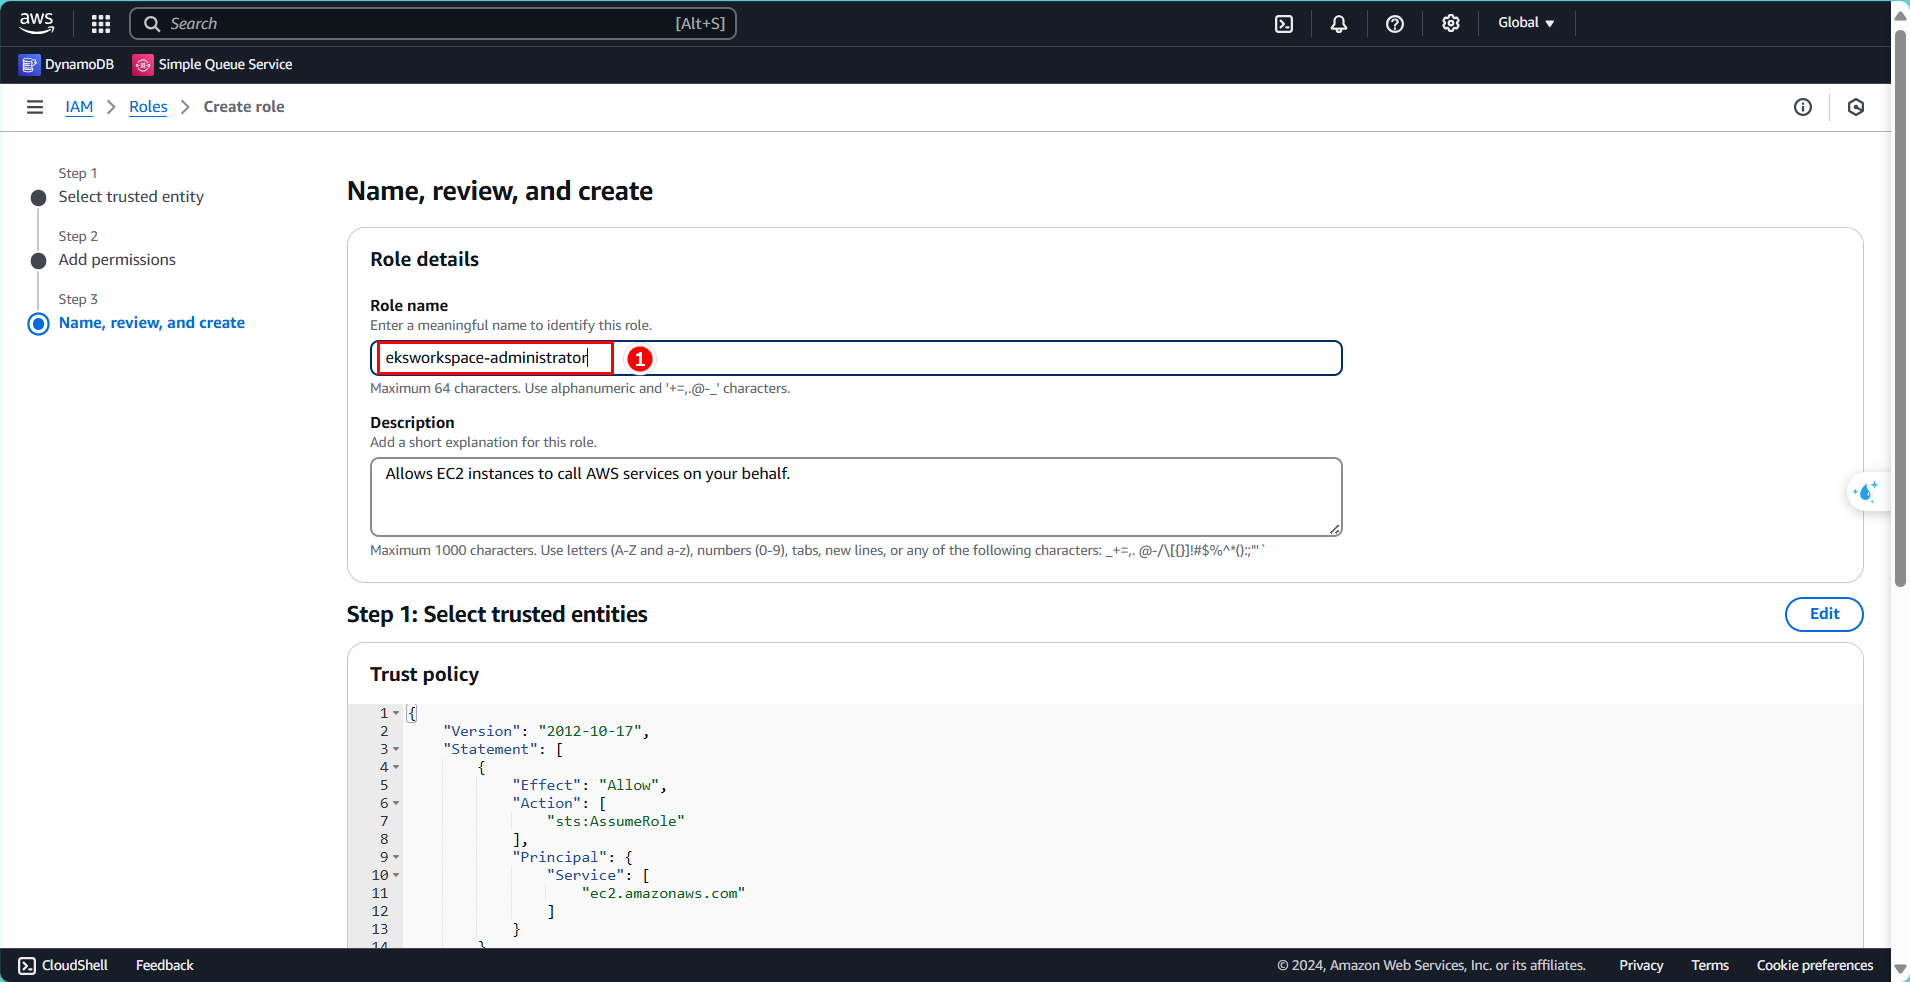 aws
Search [Alt+S]
Global
DynamoDB Simple Queue Service
IAM Roles Create role
Step 1
Select trusted entity
Step 2
Add permissions
Step 3
Name, review, and create
Name, review, and create
Role details
Role name
Enter a meaningful name to identify this role.
eksworkspace-administrator 1
Maximum 64 characters. Use alphanumeric and '+=,.@-_' characters.
Description
Add a short explanation for this role.
Allows EC2 instances to call AWS services on your behalf.
Maximum 1000 characters. Use letters (A-Z and a-z), numbers (0-9), tabs, new lines, or any of the following characters: _+=,. @-/\[{}]!#$%^*();:'"`
Step 1: Select trusted entities
Edit
Trust policy
1 {
2 "Version": "2012-10-17",
3 "Statement": [
4 {
5 "Effect": "Allow",
6 "Action": [
7 "sts:AssumeRole"
8 ],
9 "Principal": {
10 "Service": [
11 "ec2.amazonaws.com"
12 ]
13 }
14 }
CloudShell Feedback © 2024, Amazon Web Services, Inc. or its affiliates. Privacy Terms Cookie preferences